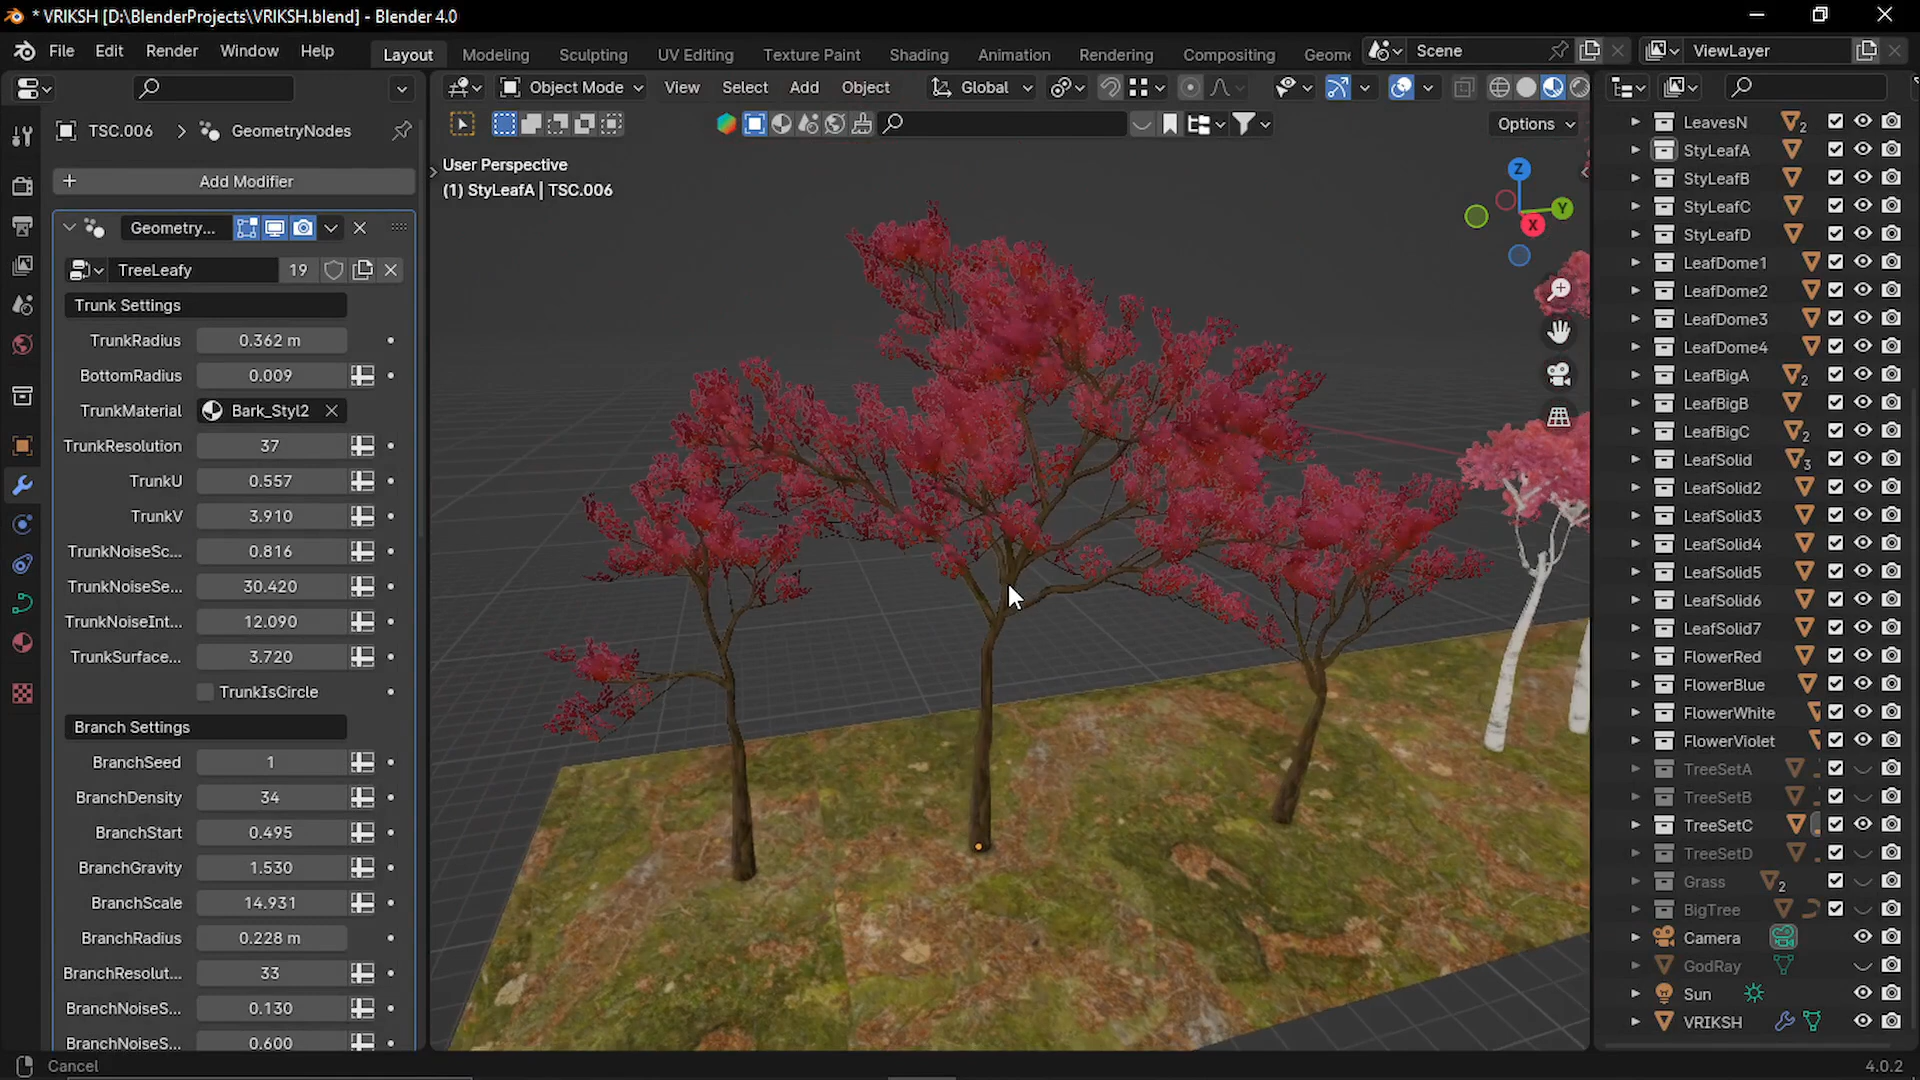 * VRIKSH [D:\BlenderProjects\VRIKSH.blend] - Blender 4.0
File Edit Render Window Help
Layout Modeling Sculpting UV Editing Texture Paint Shading Animation Rendering Compositing Geome
Scene
ViewLayer
Object Mode View Select Add Object Global
Options
TSC.006 > GeometryNodes
Add Modifier
Geometry...
TreeLeafy 19
Trunk Settings
TrunkRadius 0.362 m
BottomRadius 0.009
TrunkMaterial Bark_Styl2
TrunkResolution 37
TrunkU 0.557
TrunkV 3.910
TrunkNoiseSc... 0.816
TrunkNoiseSe... 30.420
TrunkNoiseInt... 12.090
TrunkSurface... 3.720
TrunkIsCircle
Branch Settings
BranchSeed 1
BranchDensity 34
BranchStart 0.495
BranchGravity 1.530
BranchScale 14.931
BranchRadius 0.228 m
BranchResolut... 33
BranchNoiseS... 0.130
BranchNoiseS... 0.600
Cancel
User Perspective
(1) StyLeafA | TSC.006
Z
Y
X
LeavesN 2
StyLeafA
StyLeafB
StyLeafC
StyLeafD
LeafDome1
LeafDome2
LeafDome3
LeafDome4
LeafBigA 2
LeafBigB
LeafBigC 2
LeafSolid 3
LeafSolid2
LeafSolid3
LeafSolid4
LeafSolid5
LeafSolid6
LeafSolid7
FlowerRed
FlowerBlue
FlowerWhite
FlowerViolet
TreeSetA
TreeSetB
TreeSetC
TreeSetD
Grass 2
BigTree
Camera
GodRay
Sun
VRIKSH
4.0.2